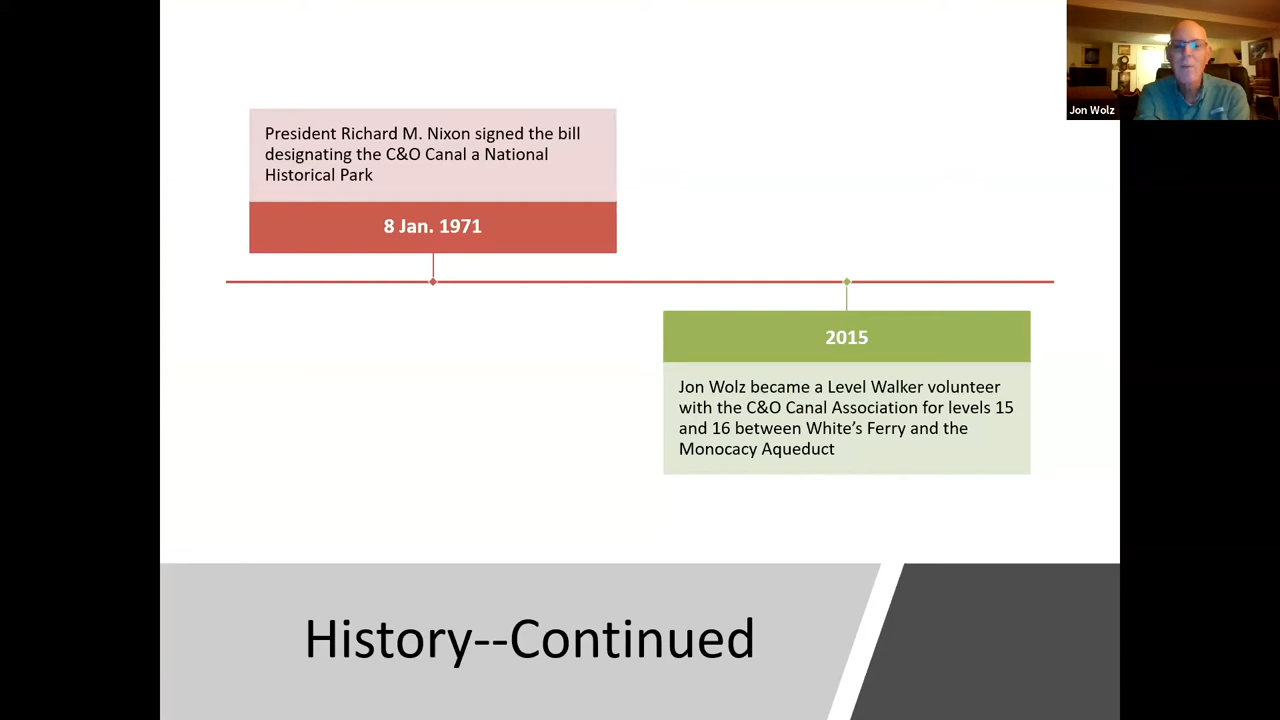 Jon Wolz
President Richard M. Nixon signed the bill
designating the C&O Canal a National
Historical Park
8 Jan. 1971
2015
Jon Wolz became a Level Walker volunteer
with the C&O Canal Association for levels 15
and 16 between White’s Ferry and the
Monocacy Aqueduct
History--Continued